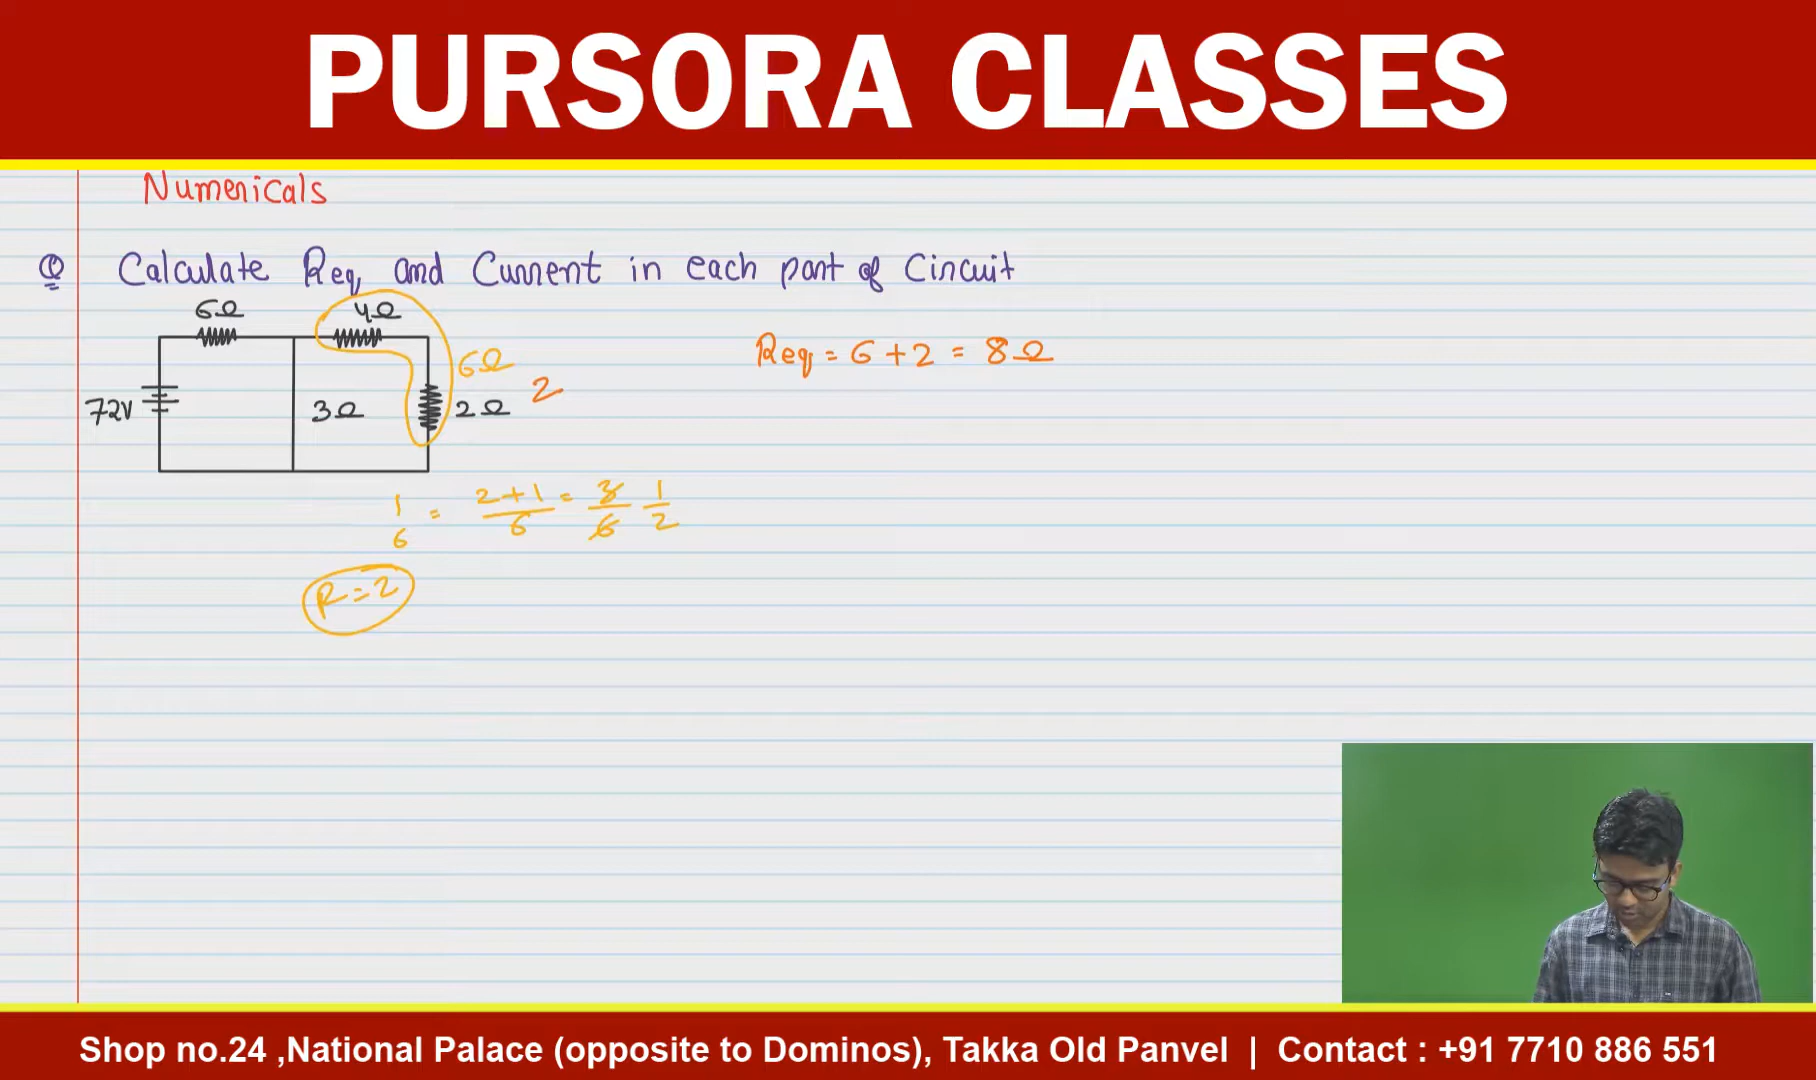 PURSORA CLASSES
Numericals
Q Calculate Req and Current in each part of Circuit
6Ω 4Ω
6Ω
72V 3Ω 2Ω 2
Req = 6 + 2 = 8Ω
1/6 = 2+1/6 = 3/6 1/2
R = 2
Shop no.24 ,National Palace (opposite to Dominos), Takka Old Panvel | Contact : +91 7710 886 551